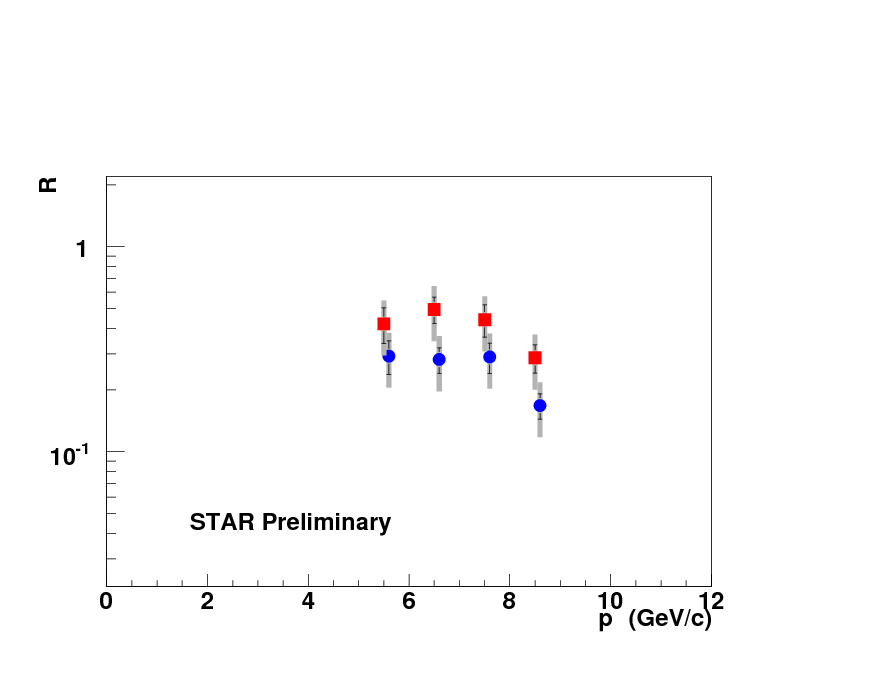 R
1
10-1
STAR Preliminary
0 2 4 6 8 10 12
p (GeV/c)